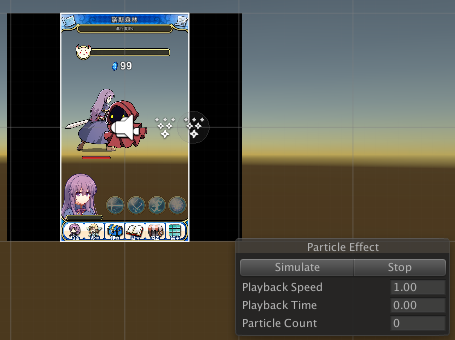 99
Particle Effect
Simulate Stop
Playback Speed 1.00
Playback Time 0.00
Particle Count 0